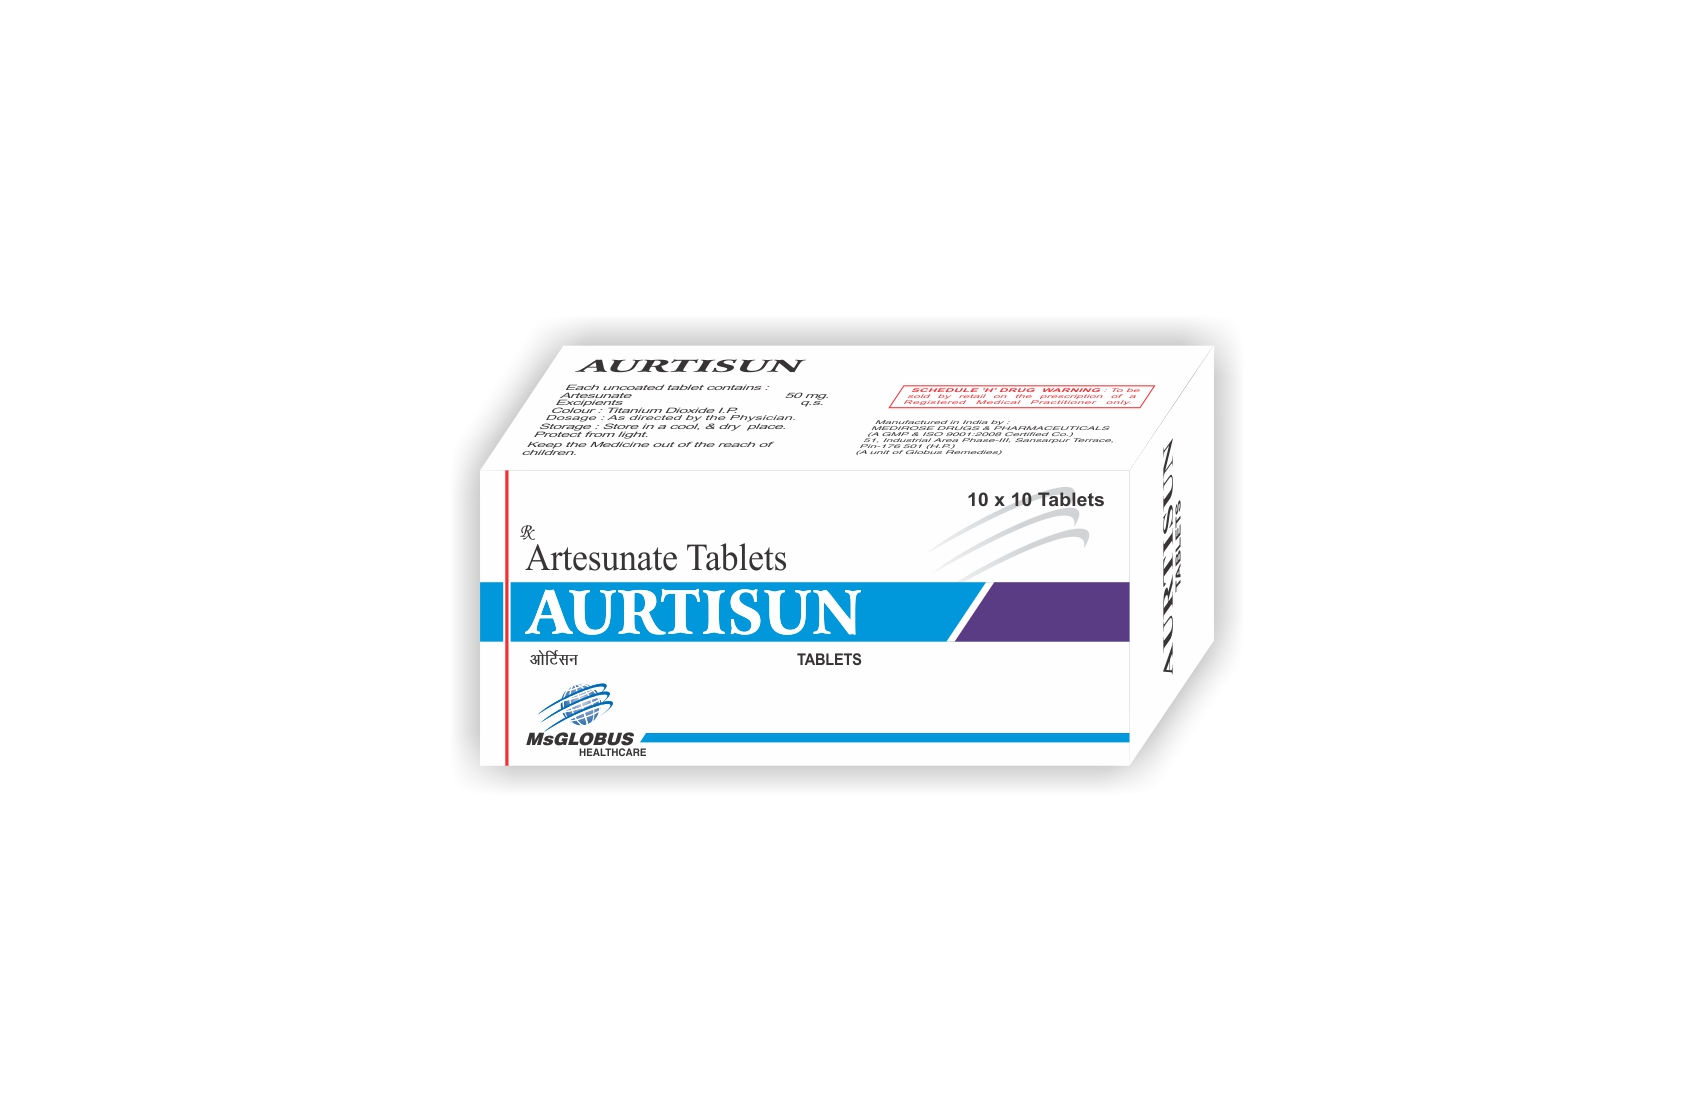 AURTISUN
Each uncoated tablet contains :
Artesunate 50 mg.
Excipients q.s.
Colour : Titanium Dioxide I.P.
Dosage : As directed by the Physician.
Storage : Store in a cool, & dry place.
Protect from light.
Keep the Medicine out of the reach of
children.
SCHEDULE 'H' DRUG WARNING : To be
sold by retail on the prescription of a
Registered Medical Practitioner only.
Manufactured in India by :
MEDIROSE DRUGS & PHARMACEUTICALS
(A GMP & ISO 9001:2008 Certified Co.)
51, Industrial Area Phase-III, Sansarpur Terrace,
Pin-176 501 (H.P.)
(A unit of Globus Remedies)
10 x 10 Tablets
Rx
Artesunate Tablets
AURTISUN
ओर्टिसन TABLETS
MsGLOBUS
HEALTHCARE
AURTISUN
TABLETS